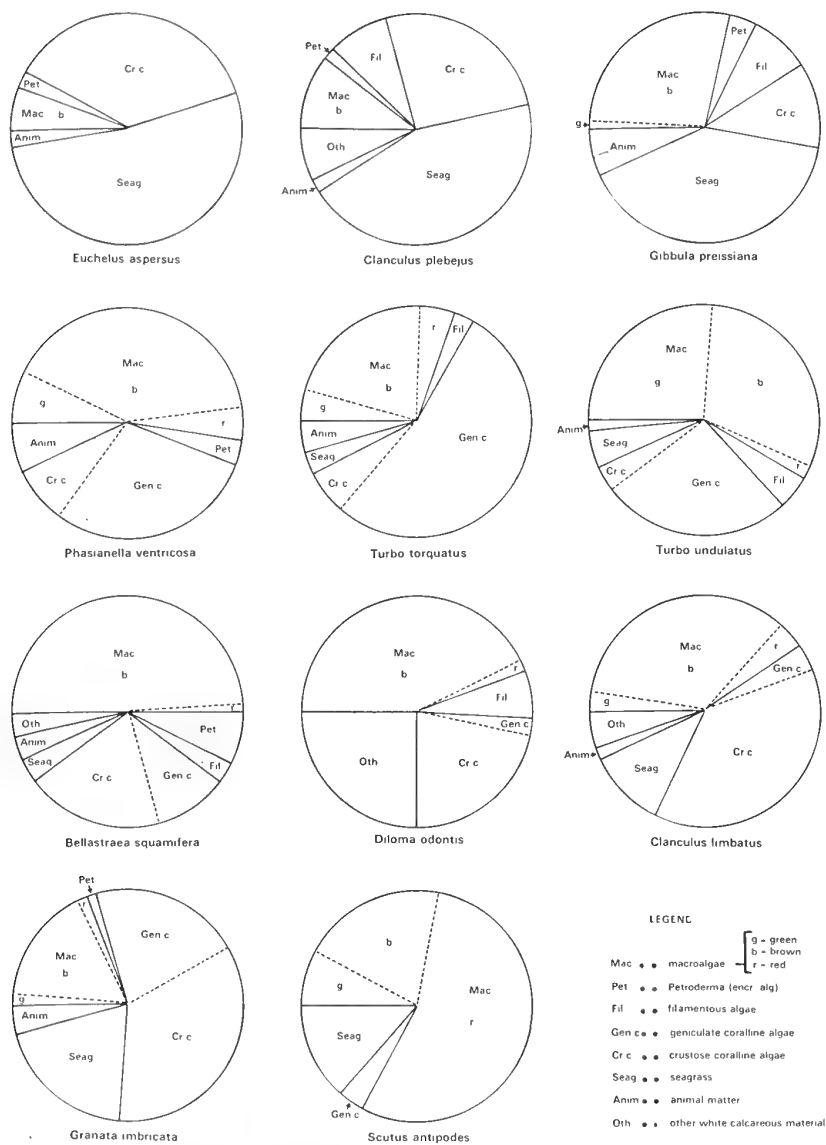 Cr c
Pet
Mac b
Anim
Seag
Euchelus aspersus
Pet
Fil
Cr c
Mac
b
Oth
Anim
Seag
Clanculus plebejus
Pet
Mac
b
Fil
g
Cr c
Anim
Seag
Gibbula preissiana
Mac
b
g
r
Anim
Pet
Cr c
Gen c
Phasianella ventricosa
r
Fil
Mac
b
g
Anim
Gen c
Seag
Cr c
Turbo torquatus
Mac
g
b
Anim
Seag
r
Cr c
Gen c
Fil
Turbo undulatus
Mac
b
r
Oth
Pet
Anim
Seag
Fil
Cr c
Gen c
Bellastraea squamifera
Mac
b
r
Fil
Gen c
Oth
Cr c
Diloma odontis
Mac
r
b
Gen c
g
Oth
Anim
Cr c
Seag
Clanculus limbatus
Pet
r
Gen c
Mac
b
g
Anim
Cr c
Seag
Granata imbricata
b
g
Mac
r
Seag
Gen c
Scutus antipodes
LEGEND
g - green
b - brown
r - red
Mac • • macroalgae
Pet • • Petroderma (encr alg)
Fil • • filamentous algae
Gen c • • geniculate coralline algae
Cr c • • crustose coralline algae
Seag • • seagrass
Anim • • animal matter
Oth • • other white calcareous material